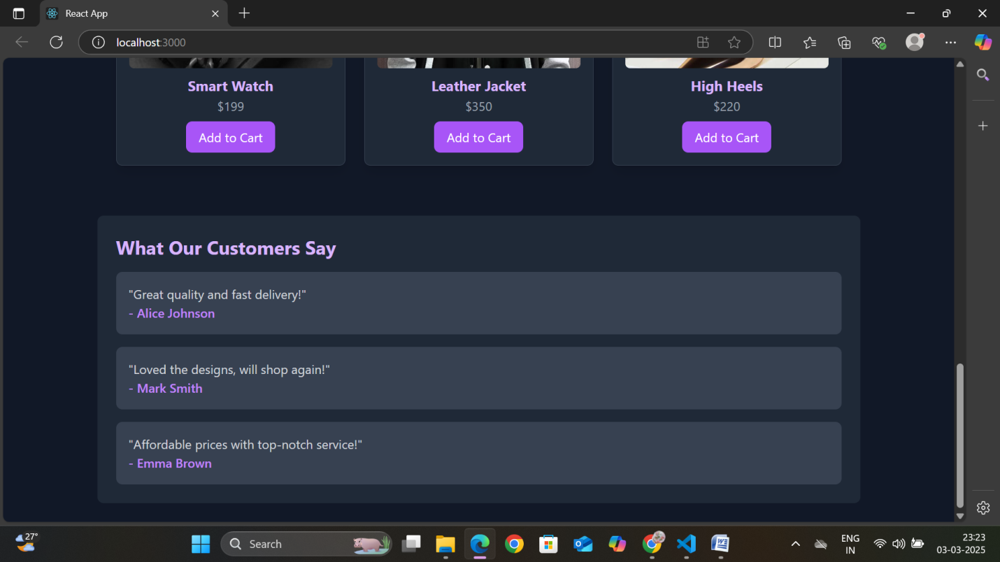 React App
localhost:3000
Smart Watch
$199
Add to Cart
Leather Jacket
$350
Add to Cart
High Heels
$220
Add to Cart
What Our Customers Say
"Great quality and fast delivery!"
- Alice Johnson
"Loved the designs, will shop again!"
- Mark Smith
"Affordable prices with top-notch service!"
- Emma Brown
27°
Search
ENG
IN
23:23
03-03-2025